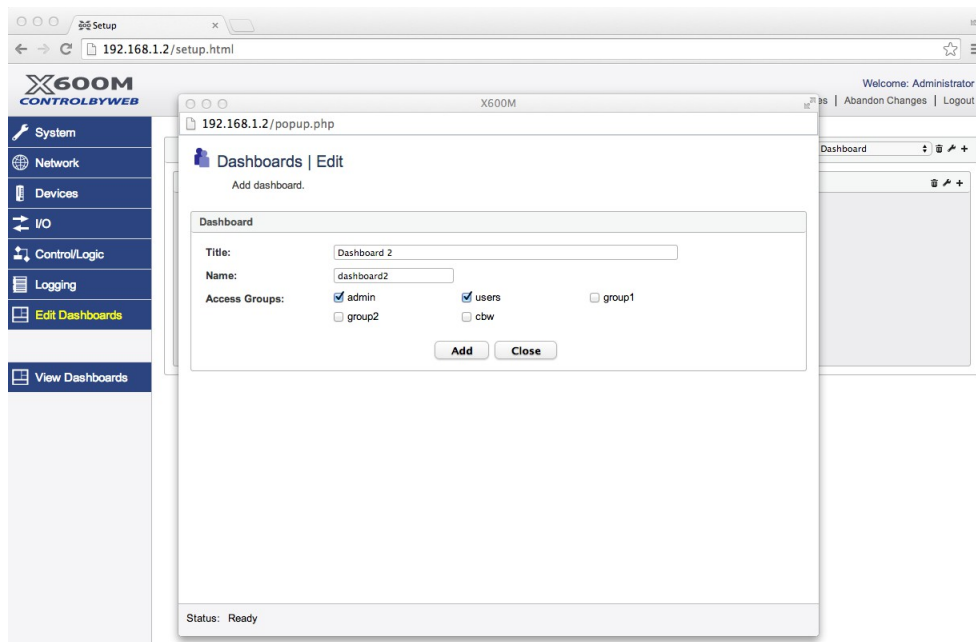 Setup
192.168.1.2/setup.html
X600M
CONTROLBYWEB
Welcome: Administrator
es | Abandon Changes | Logout
System
Network
Devices
I/O
Control/Logic
Logging
Edit Dashboards
View Dashboards
Dashboard
X600M
192.168.1.2/popup.php
Dashboards | Edit
Add dashboard.
Dashboard
Title: Dashboard 2
Name: dashboard2
Access Groups: admin users group1
group2 cbw
Add Close
Status: Ready